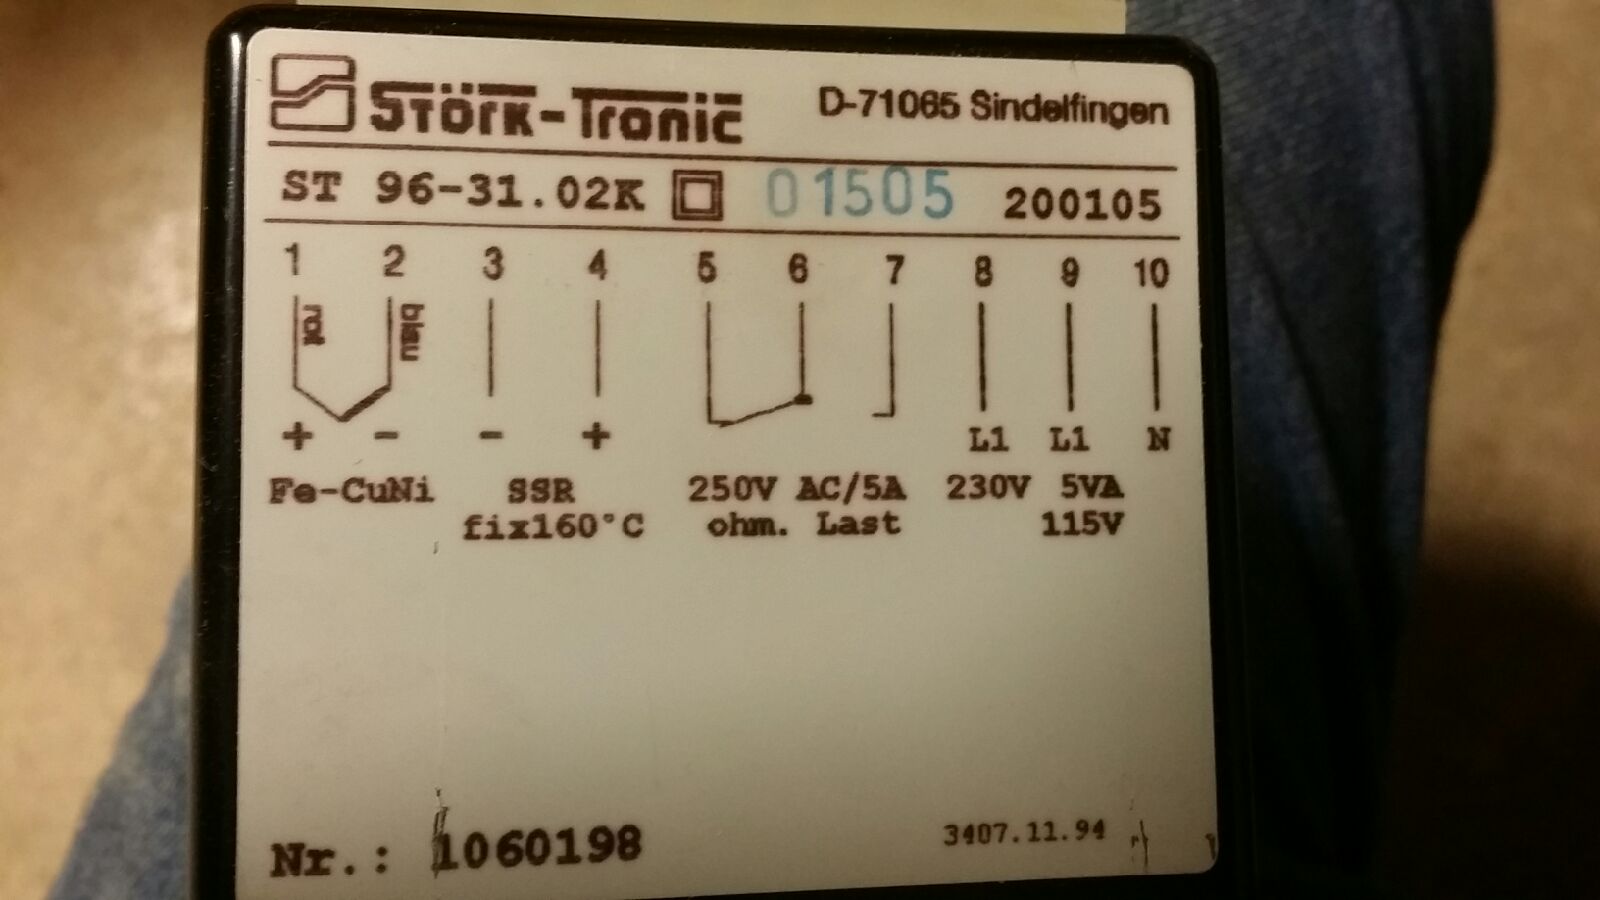 Störk-Tronic D-71065 Sindelfingen
ST 96-31.02K 01505 200105
1 2 3 4 5 6 7 8 9 10
rot blau
+ - - + L1 L1 N
Fe-CuNi SSR 250V AC/5A 230V 5VA
fix160°C ohm. Last 115V
Nr.: 1060198 3407.11.94